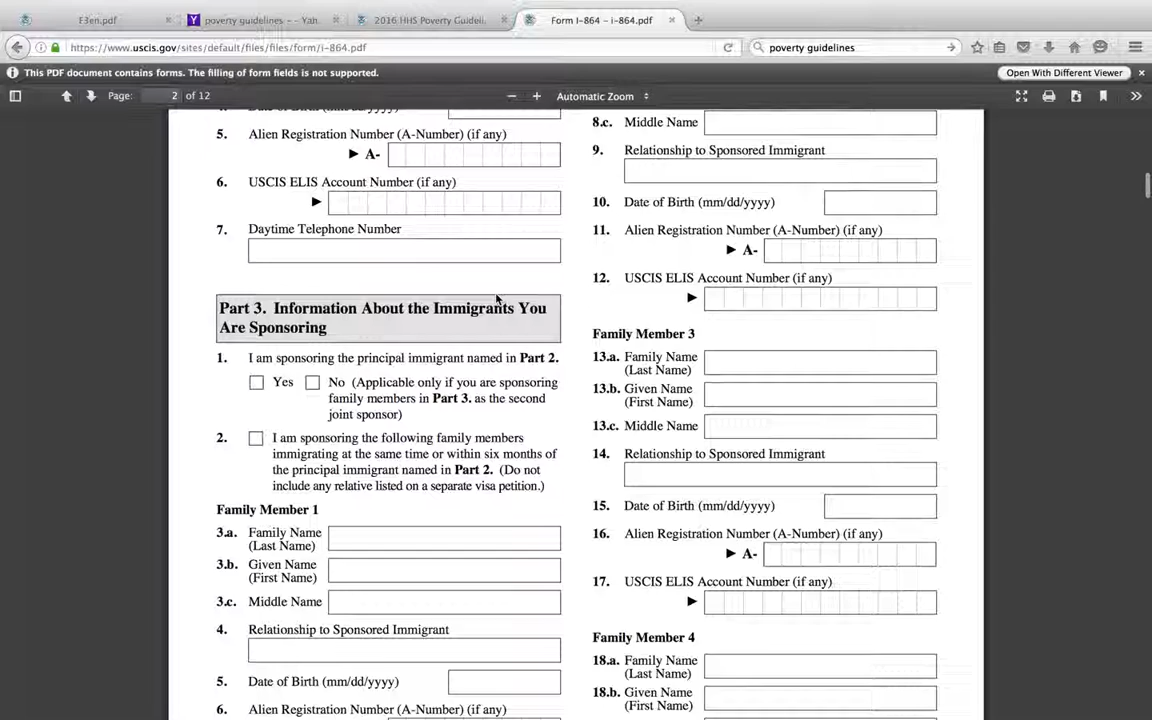 F3en.pdf
poverty guidelines - - Yah
2016 HHS Poverty Guideli
Form I-864 - i-864.pdf
https://www.uscis.gov/sites/default/files/files/form/i-864.pdf
poverty guidelines
This PDF document contains forms. The filling of form fields is not supported.
Open With Different Viewer
Page: 2 of 12
Automatic Zoom
5. Alien Registration Number (A-Number) (if any)
► A-
6. USCIS ELIS Account Number (if any)
►
7. Daytime Telephone Number
Part 3. Information About the Immigrants You
Are Sponsoring
1. I am sponsoring the principal immigrant named in Part 2.
Yes No (Applicable only if you are sponsoring
family members in Part 3. as the second
joint sponsor)
2. I am sponsoring the following family members
immigrating at the same time or within six months of
the principal immigrant named in Part 2. (Do not
include any relative listed on a separate visa petition.)
Family Member 1
3.a. Family Name
(Last Name)
3.b. Given Name
(First Name)
3.c. Middle Name
4. Relationship to Sponsored Immigrant
5. Date of Birth (mm/dd/yyyy)
6. Alien Registration Number (A-Number) (if any)
8.c. Middle Name
9. Relationship to Sponsored Immigrant
10. Date of Birth (mm/dd/yyyy)
11. Alien Registration Number (A-Number) (if any)
► A-
12. USCIS ELIS Account Number (if any)
►
Family Member 3
13.a. Family Name
(Last Name)
13.b. Given Name
(First Name)
13.c. Middle Name
14. Relationship to Sponsored Immigrant
15. Date of Birth (mm/dd/yyyy)
16. Alien Registration Number (A-Number) (if any)
► A-
17. USCIS ELIS Account Number (if any)
►
Family Member 4
18.a. Family Name
(Last Name)
18.b. Given Name
(First Name)